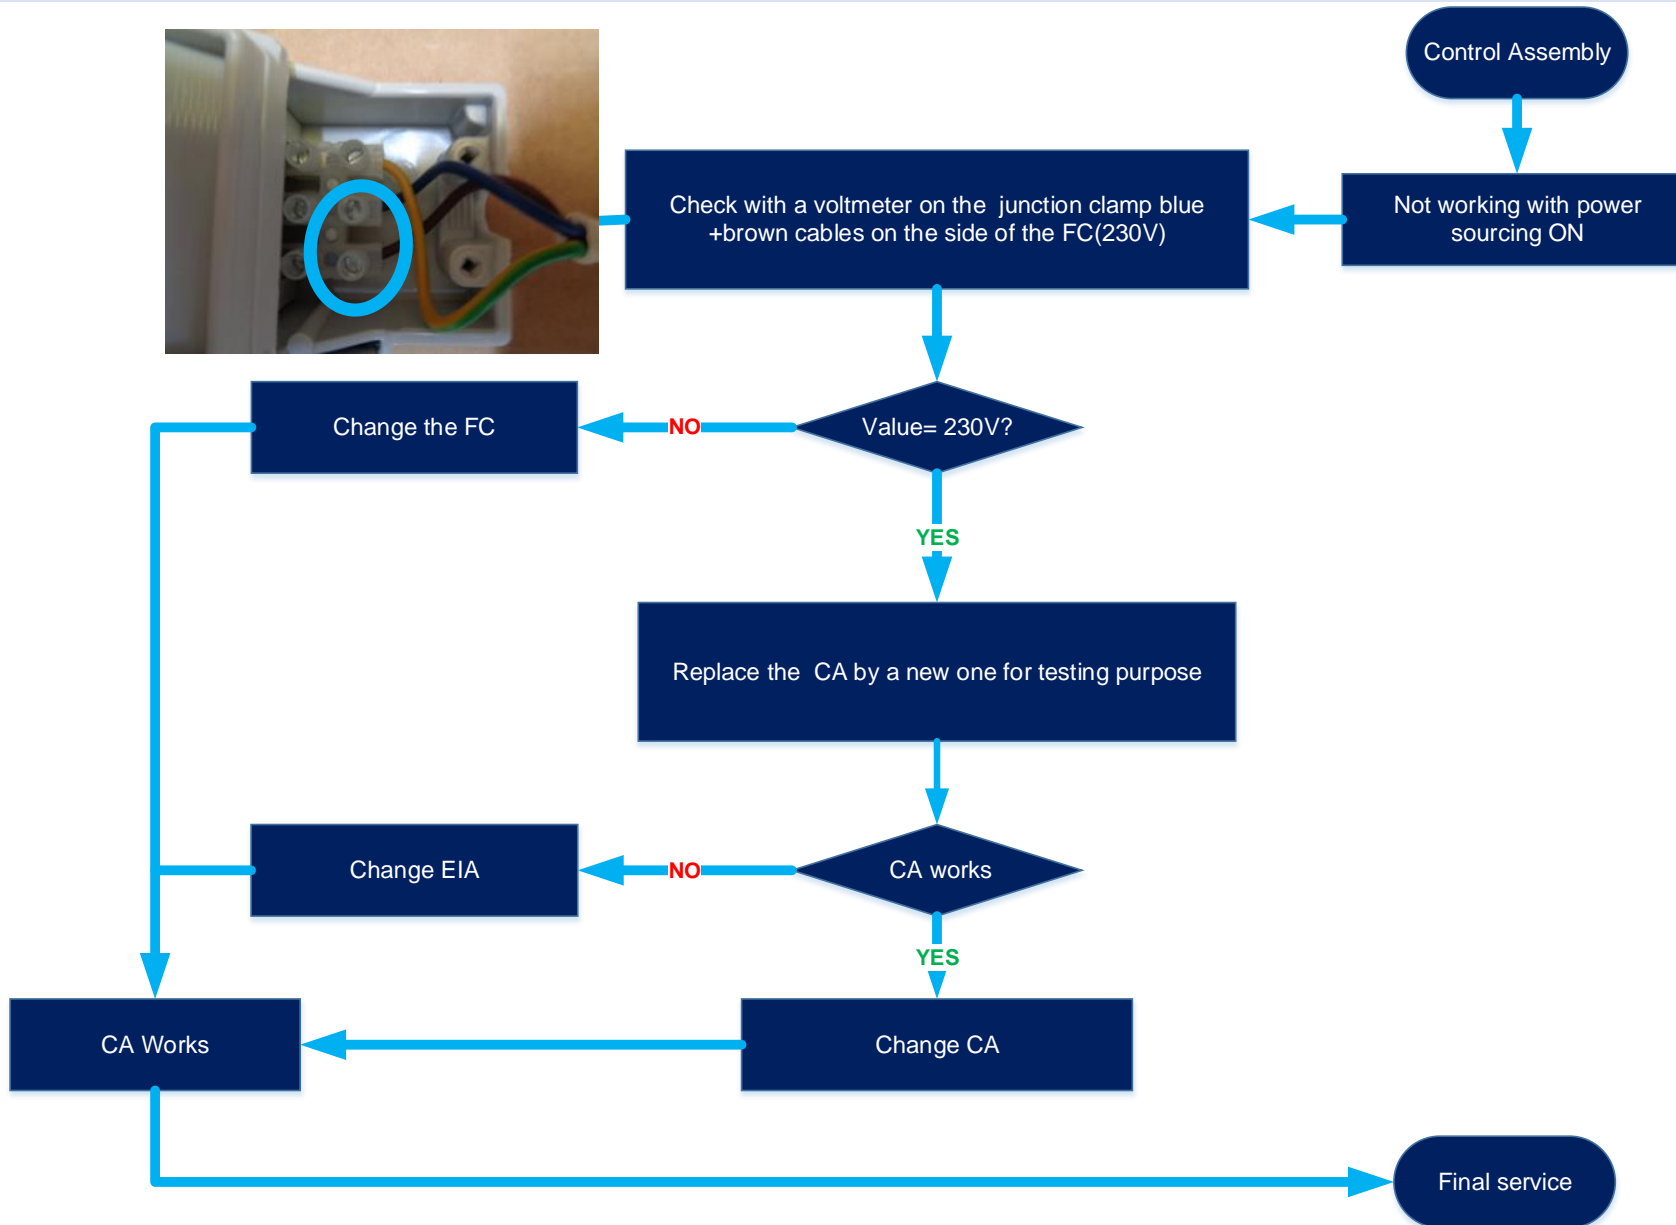 Control Assembly
Not working with power
sourcing ON
Check with a voltmeter on the  junction clamp blue
+brown cables on the side of the FC(230V)
Value= 230V?
NO
Change the FC
YES
Replace the  CA by a new one for testing purpose
CA works
NO
Change EIA
YES
Change CA
CA Works
Final service